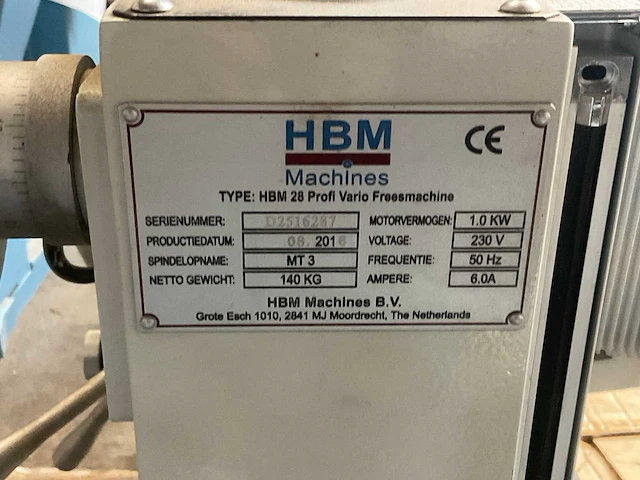 HBM
Machines
CE
TYPE: HBM 28 Profi Vario Freesmachine
SERIENUMMER: D2516287 MOTORVERMOGEN: 1.0 KW
PRODUCTIEDATUM: 08. 2016 VOLTAGE: 230 V
SPINDELOPNAME: MT 3 FREQUENTIE: 50 Hz
NETTO GEWICHT: 140 KG AMPERE: 6.0A
HBM Machines B.V.
Grote Esch 1010, 2841 MJ Moordrecht, The Netherlands